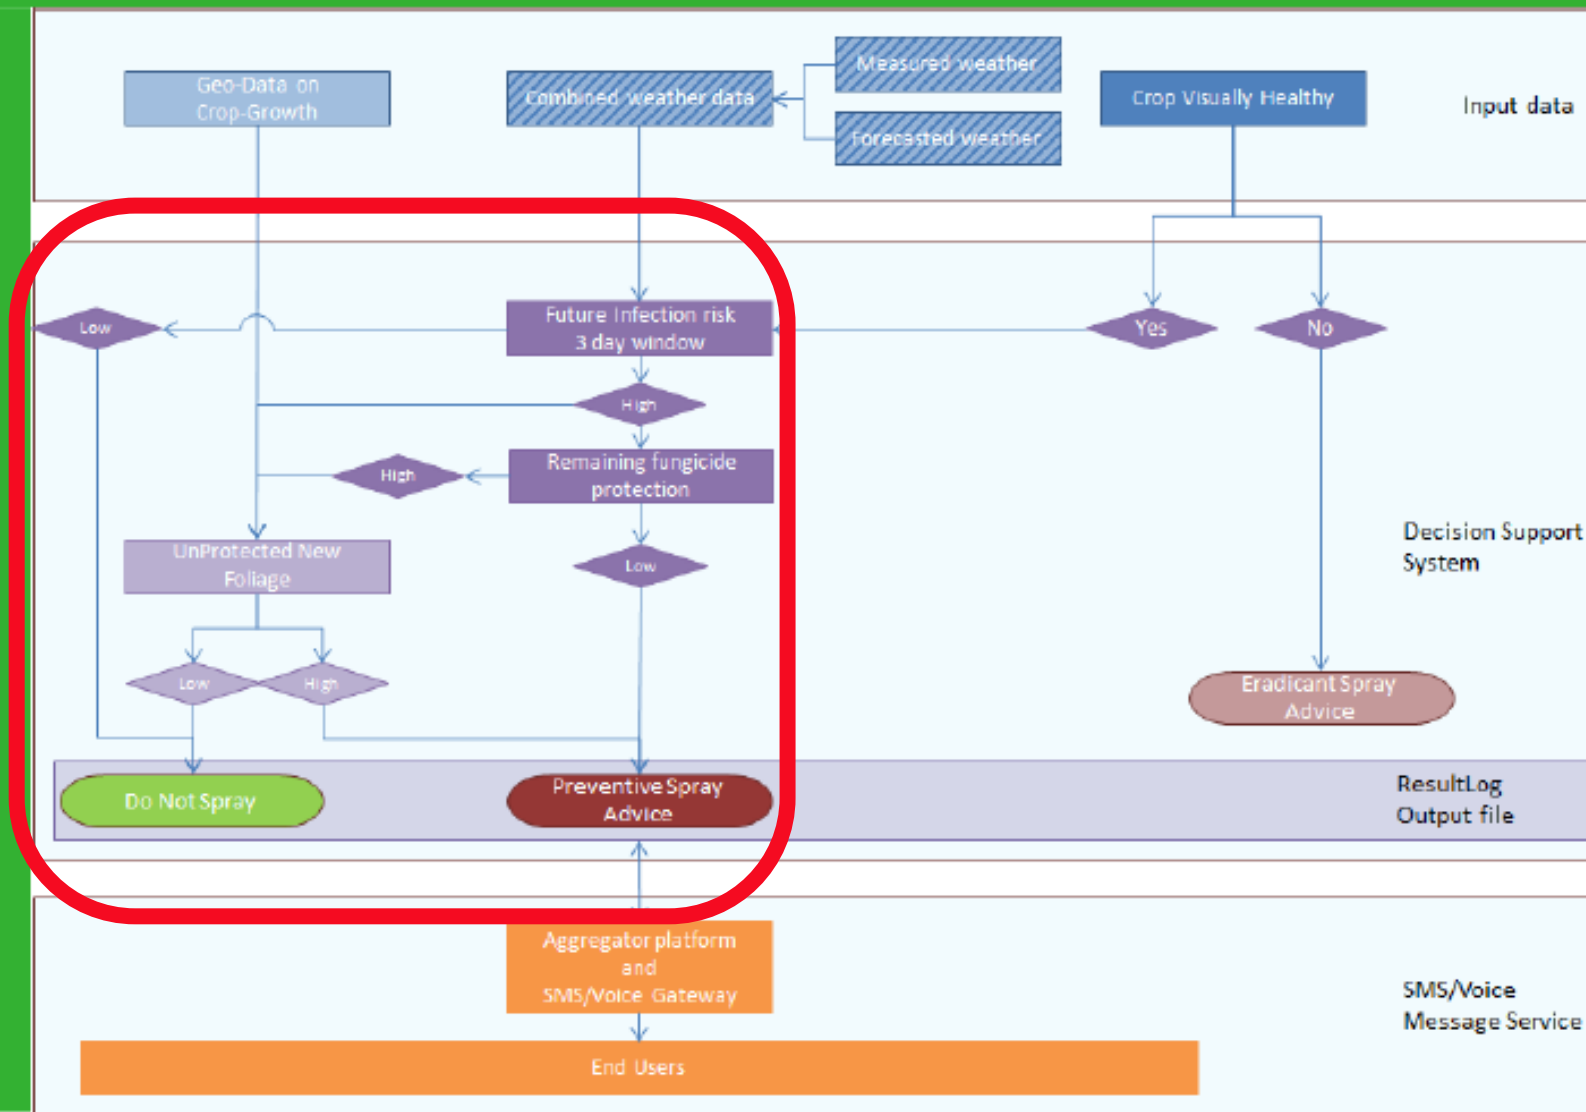 Geo-Data on
Crop-Growth
Combined weather data
Measured weather
Forecasted weather
Crop Visually Healthy
Input data
Low
Future Infection risk
3 day window
Yes
No
High
High
Remaining fungicide
protection
UnProtected New
Foliage
Low
Decision Support
System
Low
High
Eradicant Spray
Advice
Do Not Spray
Preventive Spray
Advice
ResultLog
Output file
Aggregator platform
and
SMS/Voice Gateway
SMS/Voice
Message Service
End Users